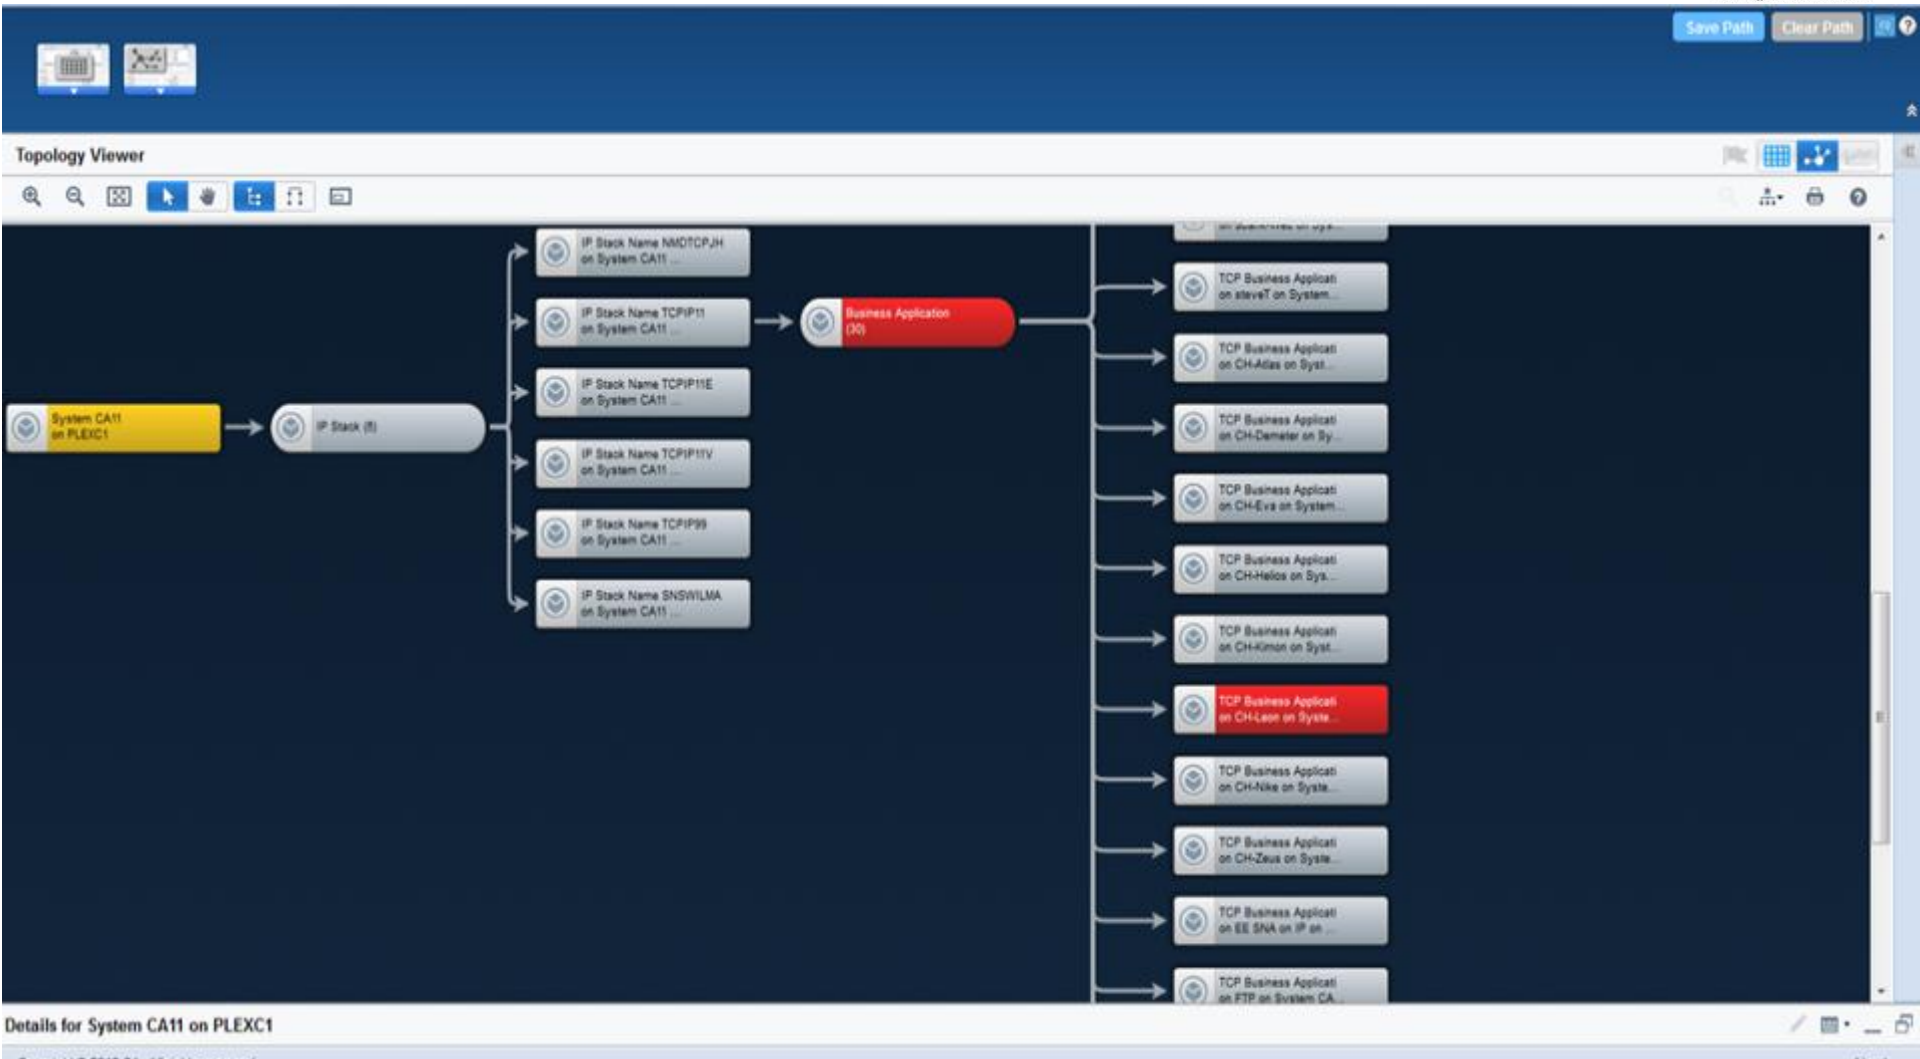 Save Path
Clear Path
Topology Viewer
IP Stack Name NMDTCPJH
on System CA11 ...
IP Stack Name TCPIP11
on System CA11 ...
IP Stack Name TCPIP11E
on System CA11 ...
IP Stack Name TCPIP11V
on System CA11 ...
IP Stack Name TCPIP99
on System CA11 ...
IP Stack Name SNSWILMA
on System CA11 ...
System CA11
on PLEXC1
IP Stack (6)
Business Application
(30)
TCP Business Applicati
on steveT on System...
TCP Business Applicati
on CH-Atlas on Syst...
TCP Business Applicati
on CH-Demeter on Sy...
TCP Business Applicati
on CH-Eva on System...
TCP Business Applicati
on CH-Helios on Sys...
TCP Business Applicati
on CH-Kimon on Syst...
TCP Business Applicati
on CH-Leon on Syste...
TCP Business Applicati
on CH-Nike on Syste...
TCP Business Applicati
on CH-Zeus on Syste...
TCP Business Applicati
on EE SNA on IP on ...
TCP Business Applicati
on FTP on System CA...
Details for System CA11 on PLEXC1